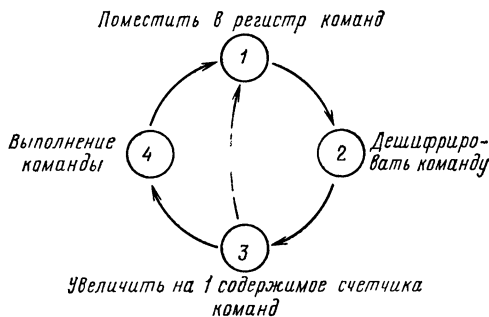 Поместить в регистр команд
1
Выполнение
команды
4
2
Дешифриро-
вать команду
3
Увеличить на 1 содержимое счетчика
команд